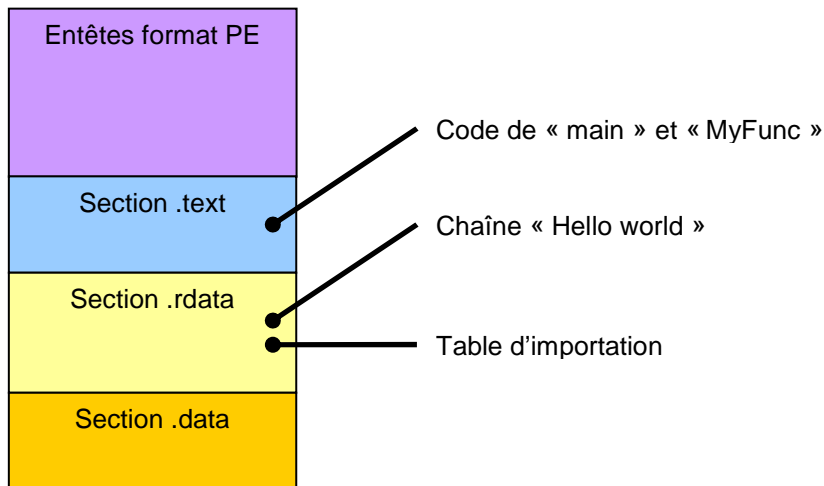 Entêtes format PE
Code de « main » et « MyFunc »
Section .text
Chaîne « Hello world »
Section .rdata
Table d’importation
Section .data